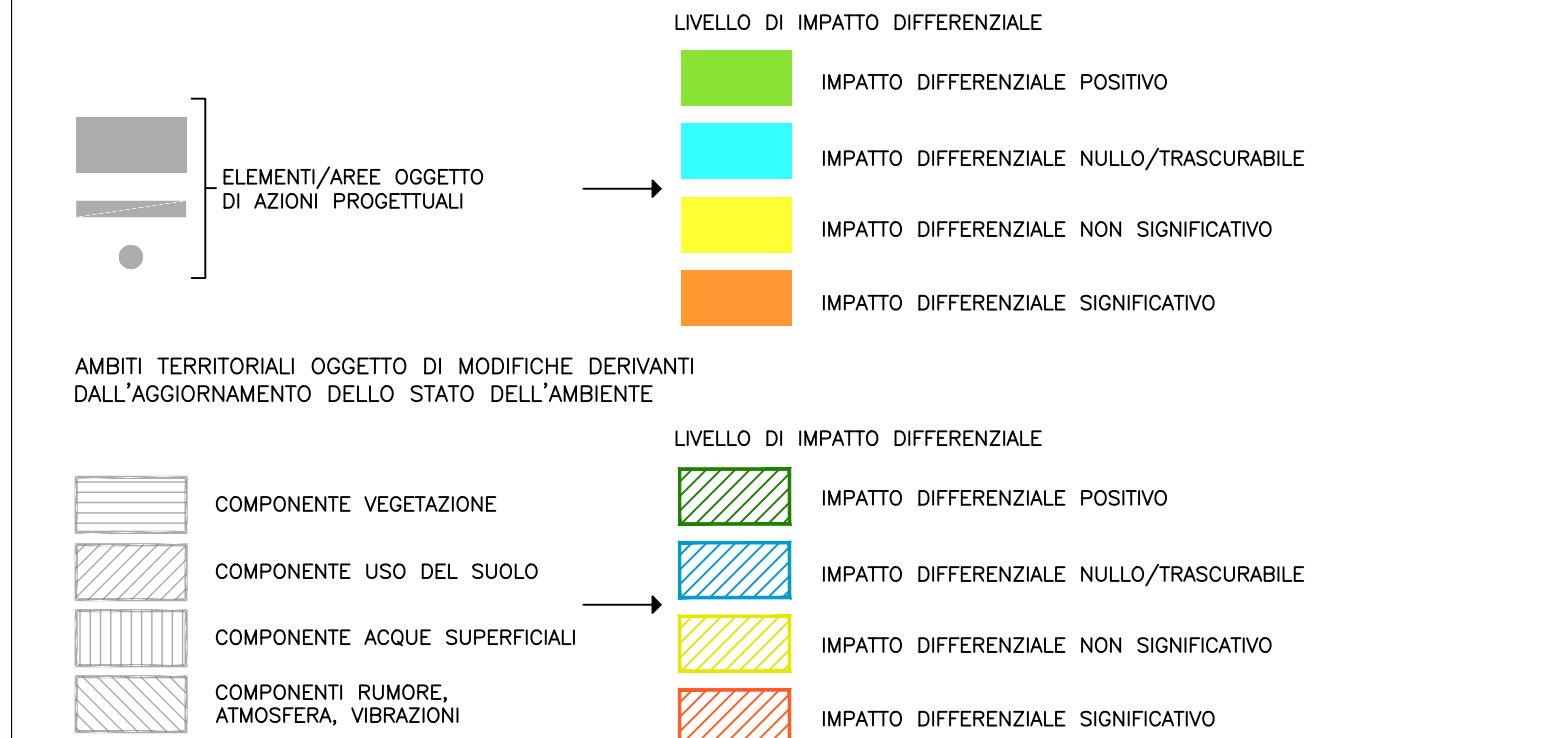 LIVELLO DI IMPATTO DIFFERENZIALE
IMPATTO DIFFERENZIALE POSITIVO
IMPATTO DIFFERENZIALE NULLO/TRASCURABILE
ELEMENTI/AREE OGGETTO
DI AZIONI PROGETTUALI
IMPATTO DIFFERENZIALE NON SIGNIFICATIVO
IMPATTO DIFFERENZIALE SIGNIFICATIVO
AMBITI TERRITORIALI OGGETTO DI MODIFICHE DERIVANTI
DALL'AGGIORNAMENTO DELLO STATO DELL'AMBIENTE
LIVELLO DI IMPATTO DIFFERENZIALE
COMPONENTE VEGETAZIONE
COMPONENTE USO DEL SUOLO
COMPONENTE ACQUE SUPERFICIALI
COMPONENTI RUMORE,
ATMOSFERA, VIBRAZIONI
IMPATTO DIFFERENZIALE POSITIVO
IMPATTO DIFFERENZIALE NULLO/TRASCURABILE
IMPATTO DIFFERENZIALE NON SIGNIFICATIVO
IMPATTO DIFFERENZIALE SIGNIFICATIVO